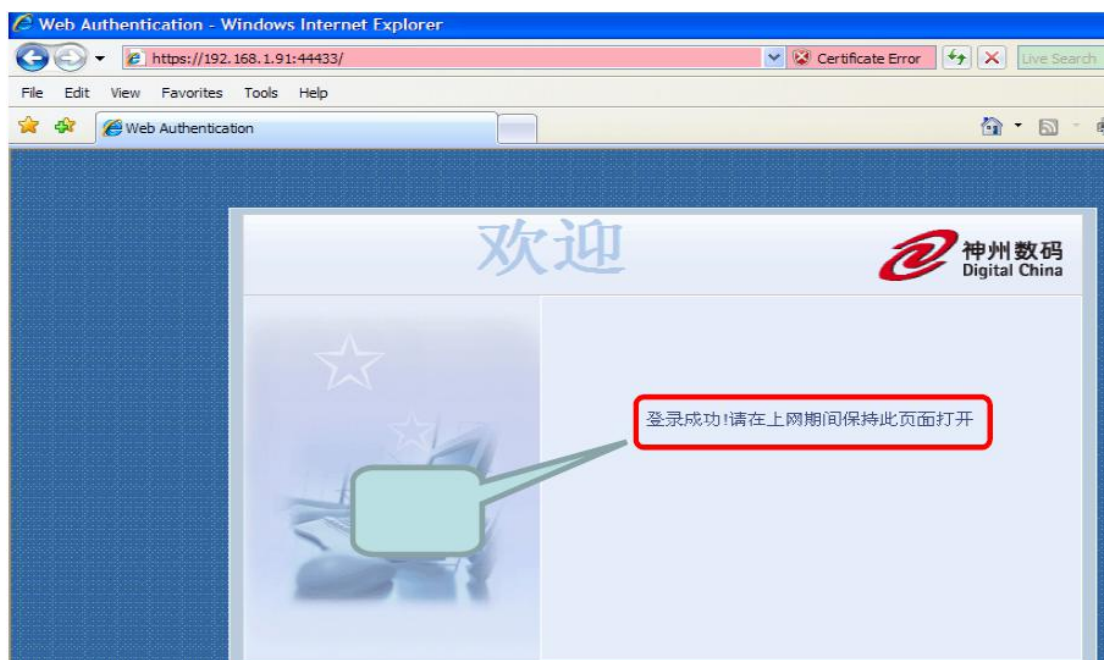 Web Authentication - Windows Internet Explorer
https://192.168.1.91:44433/ Certificate Error Live Search
File Edit View Favorites Tools Help
Web Authentication
欢迎
神州数码
Digital China
登录成功!请在上网期间保持此页面打开